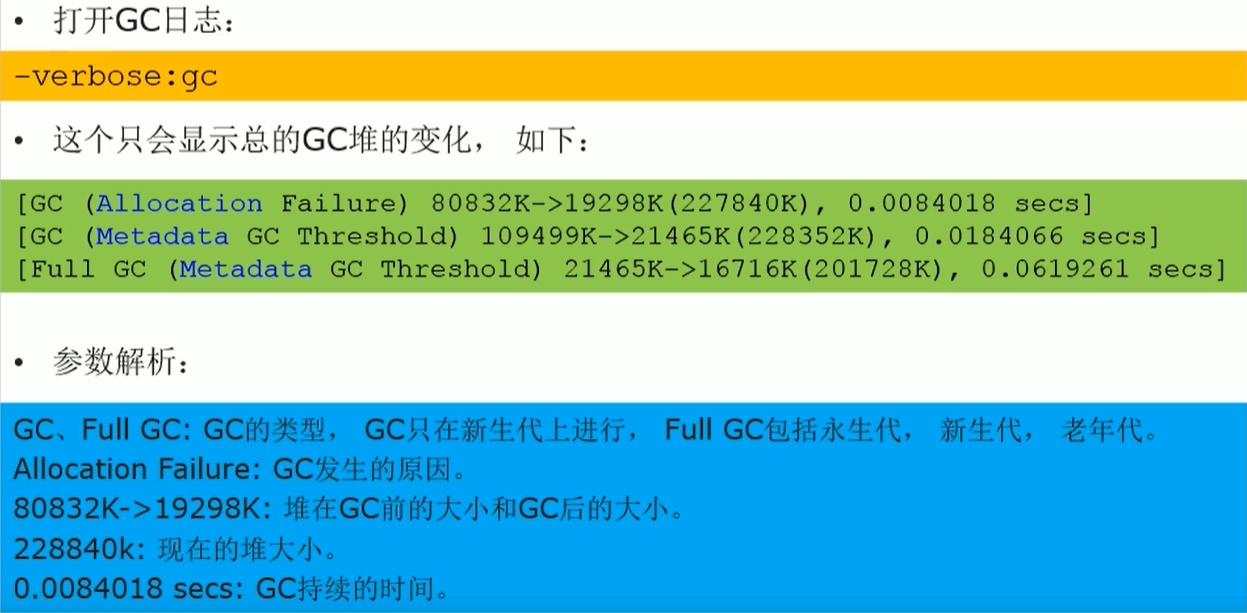 • 打开GC日志：
-verbose:gc
• 这个只会显示总的GC堆的变化， 如下：
[GC (Allocation Failure) 80832K->19298K(227840K), 0.0084018 secs]
[GC (Metadata GC Threshold) 109499K->21465K(228352K), 0.0184066 secs]
[Full GC (Metadata GC Threshold) 21465K->16716K(201728K), 0.0619261 secs]
• 参数解析：
GC、Full GC: GC的类型， GC只在新生代上进行， Full GC包括永生代， 新生代， 老年代。
Allocation Failure: GC发生的原因。
80832K->19298K: 堆在GC前的大小和GC后的大小。
228840k: 现在的堆大小。
0.0084018 secs: GC持续的时间。